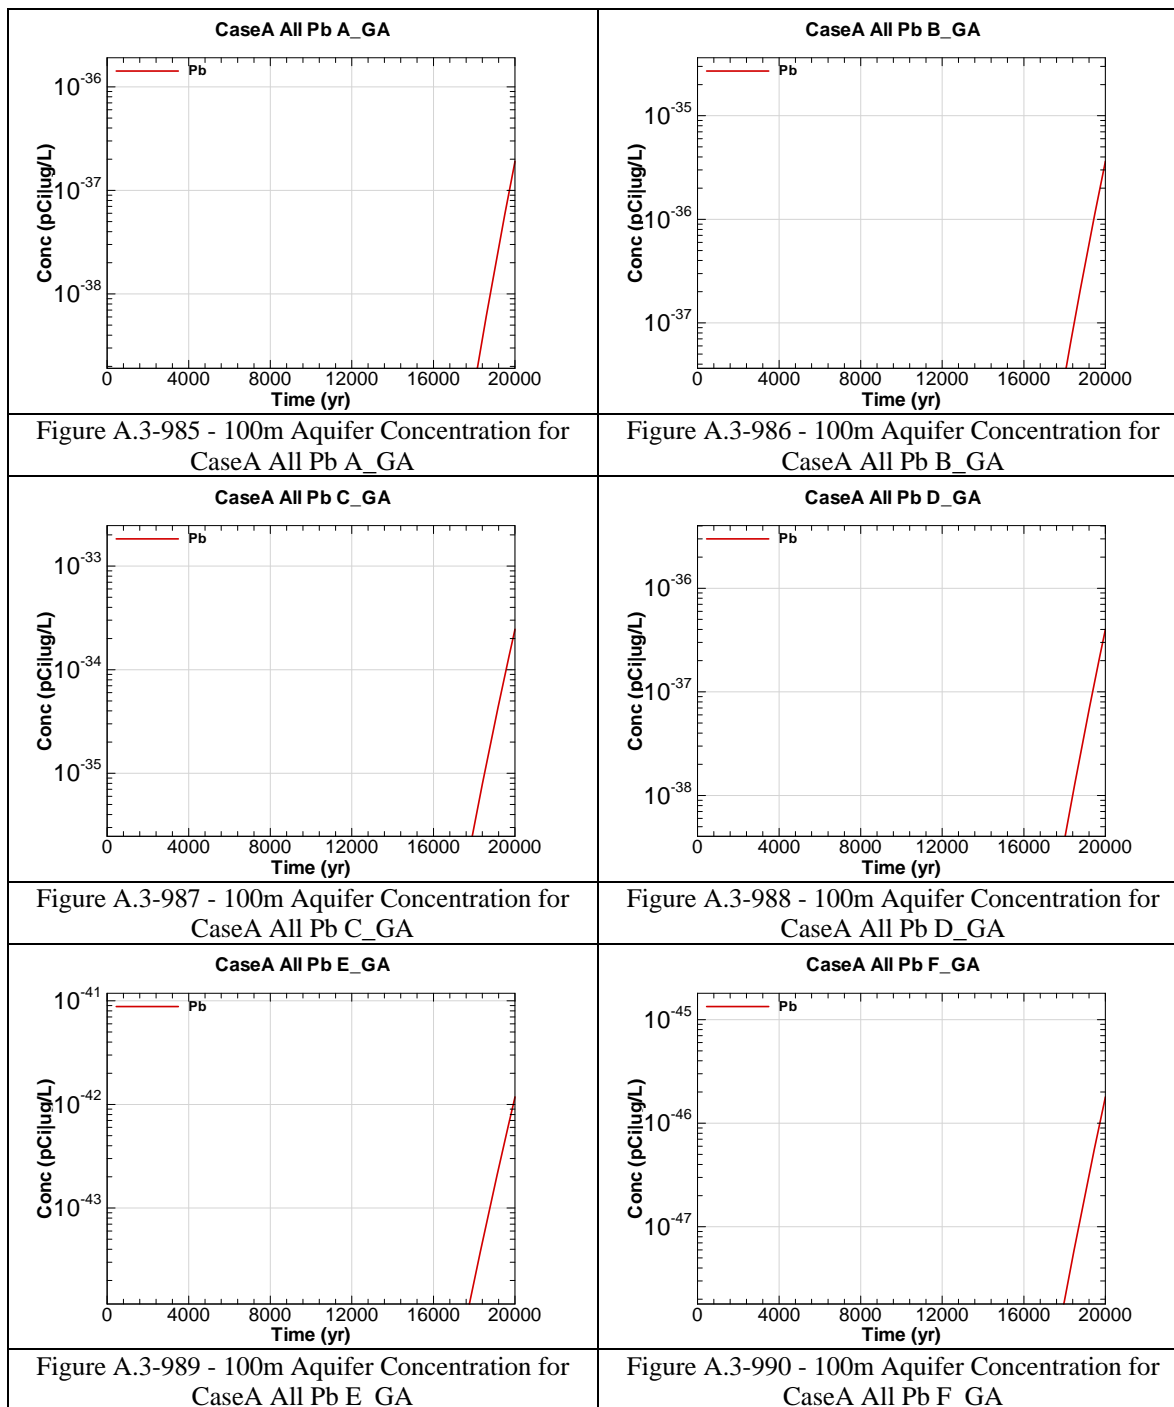 CaseA All Pb A_GA
Pb
10^-36
10^-37
10^-38
Conc (pCi|ug/L)
0 4000 8000 12000 16000 20000
Time (yr)
Figure A.3-985 - 100m Aquifer Concentration for
CaseA All Pb A_GA
CaseA All Pb B_GA
Pb
10^-35
10^-36
10^-37
Conc (pCi|ug/L)
0 4000 8000 12000 16000 20000
Time (yr)
Figure A.3-986 - 100m Aquifer Concentration for
CaseA All Pb B_GA
CaseA All Pb C_GA
Pb
10^-33
10^-34
10^-35
Conc (pCi|ug/L)
0 4000 8000 12000 16000 20000
Time (yr)
Figure A.3-987 - 100m Aquifer Concentration for
CaseA All Pb C_GA
CaseA All Pb D_GA
Pb
10^-36
10^-37
10^-38
Conc (pCi|ug/L)
0 4000 8000 12000 16000 20000
Time (yr)
Figure A.3-988 - 100m Aquifer Concentration for
CaseA All Pb D_GA
CaseA All Pb E_GA
Pb
10^-41
10^-42
10^-43
Conc (pCi|ug/L)
0 4000 8000 12000 16000 20000
Time (yr)
Figure A.3-989 - 100m Aquifer Concentration for
CaseA All Pb E_GA
CaseA All Pb F_GA
Pb
10^-45
10^-46
10^-47
Conc (pCi|ug/L)
0 4000 8000 12000 16000 20000
Time (yr)
Figure A.3-990 - 100m Aquifer Concentration for
CaseA All Pb F_GA